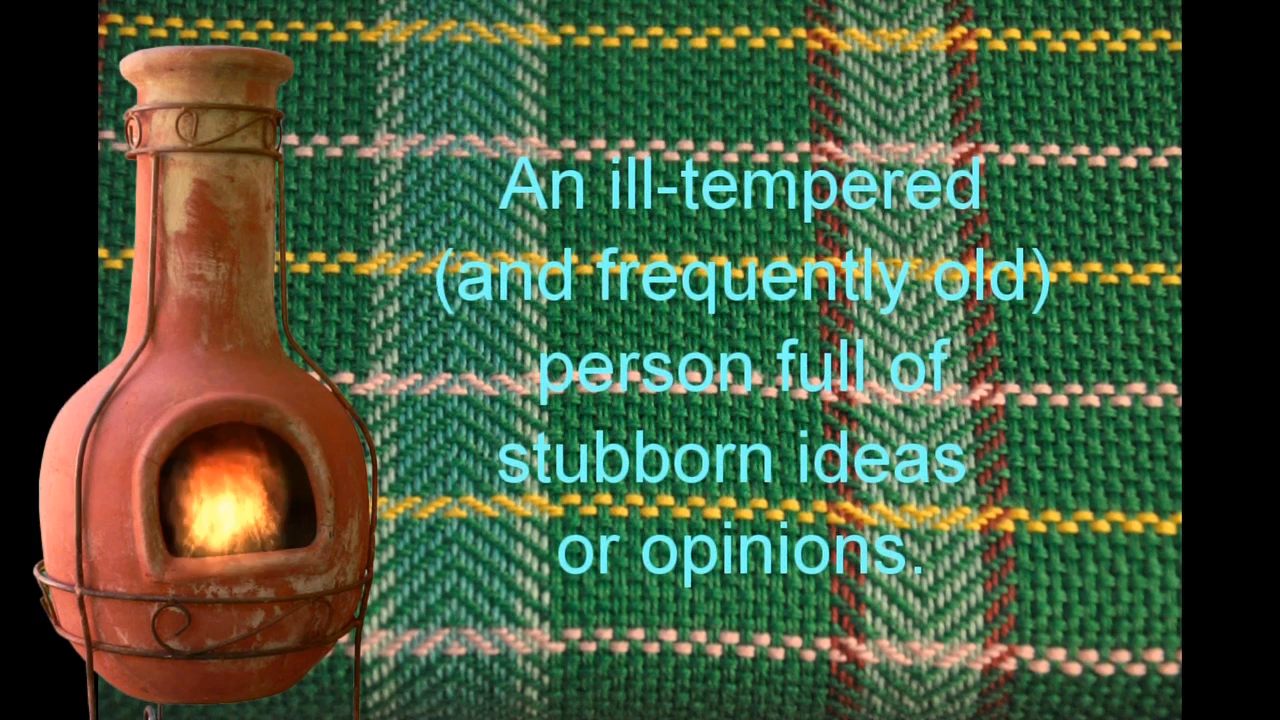 An ill-tempered
(and frequently old)
person full of
stubborn ideas
or opinions.